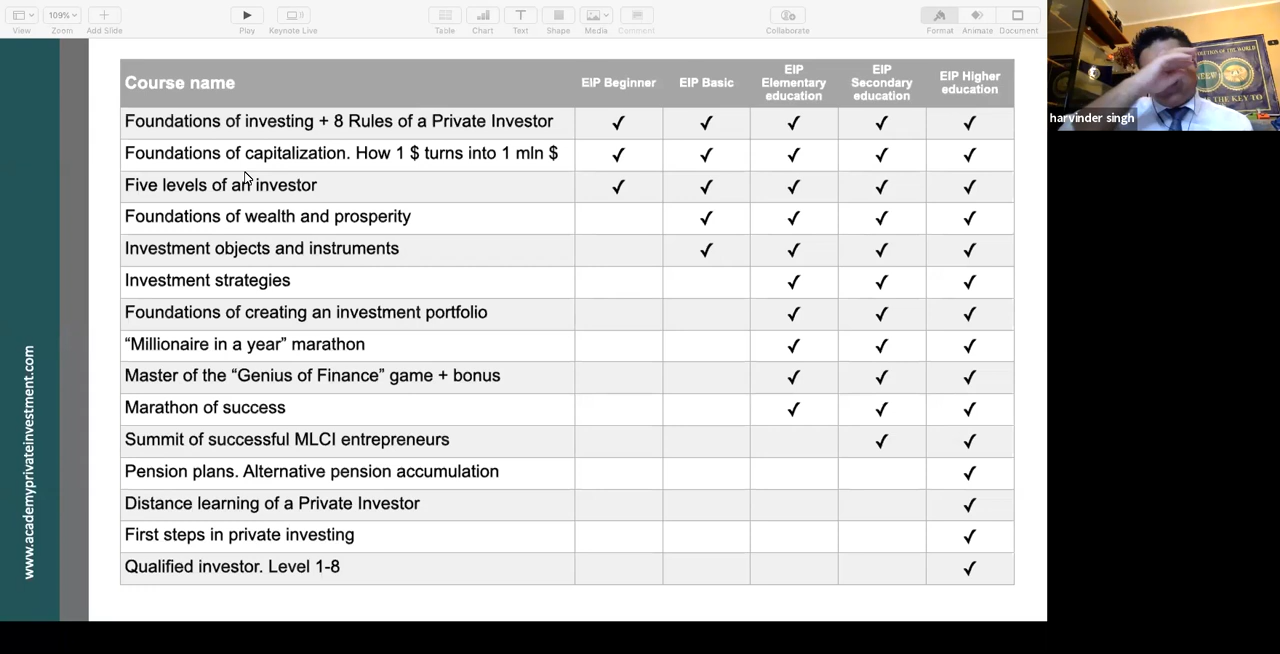 View
109%
Zoom
Add Slide
Play
Keynote Live
Table
Chart
Text
Shape
Media
Comment
Collaborate
Format
Animate
Document
Course name
EIP Beginner
EIP Basic
EIP
Elementary
education
EIP
Secondary
education
EIP Higher
education
Foundations of investing + 8 Rules of a Private Investor ✓ ✓ ✓ ✓ ✓
Foundations of capitalization. How 1 $ turns into 1 mln $ ✓ ✓ ✓ ✓ ✓
Five levels of an investor ✓ ✓ ✓ ✓ ✓
Foundations of wealth and prosperity ✓ ✓ ✓ ✓
Investment objects and instruments ✓ ✓ ✓ ✓
Investment strategies ✓ ✓ ✓
Foundations of creating an investment portfolio ✓ ✓ ✓
“Millionaire in a year” marathon ✓ ✓ ✓
Master of the “Genius of Finance” game + bonus ✓ ✓ ✓
Marathon of success ✓ ✓ ✓
Summit of successful MLCI entrepreneurs ✓ ✓
Pension plans. Alternative pension accumulation ✓
Distance learning of a Private Investor ✓
First steps in private investing ✓
Qualified investor. Level 1-8 ✓
www.academyprivateinvestment.com
OF THE WORLD
THE KEY TO
harvinder singh